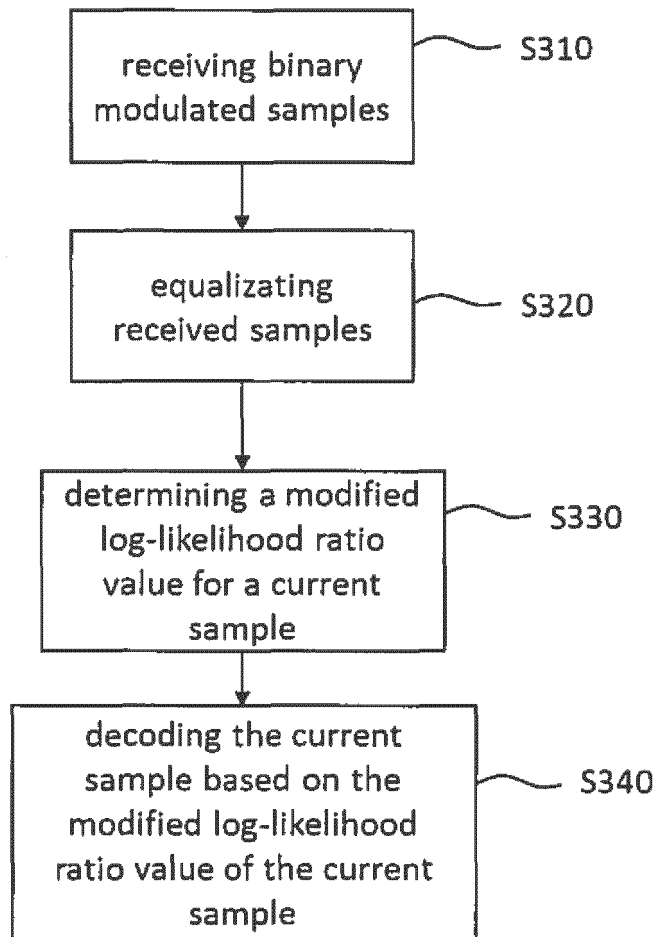 receiving binary
modulated samples
S310
equalizating
received samples
S320
determining a modified
log-likelihood ratio
value for a current
sample
S330
decoding the current
sample based on the
modified log-likelihood
ratio value of the current
sample
S340